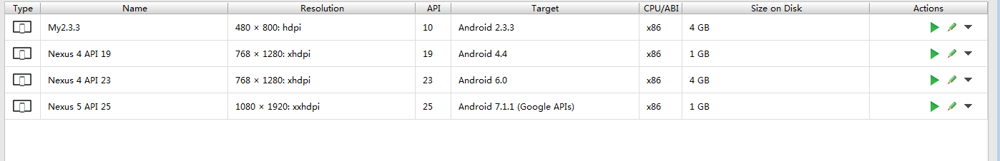 Type Name Resolution API Target CPU/ABI Size on Disk Actions
My2.3.3 480 × 800: hdpi 10 Android 2.3.3 x86 4 GB
Nexus 4 API 19 768 × 1280: xhdpi 19 Android 4.4 x86 1 GB
Nexus 4 API 23 768 × 1280: xhdpi 23 Android 6.0 x86 4 GB
Nexus 5 API 25 1080 × 1920: xxhdpi 25 Android 7.1.1 (Google APIs) x86 1 GB